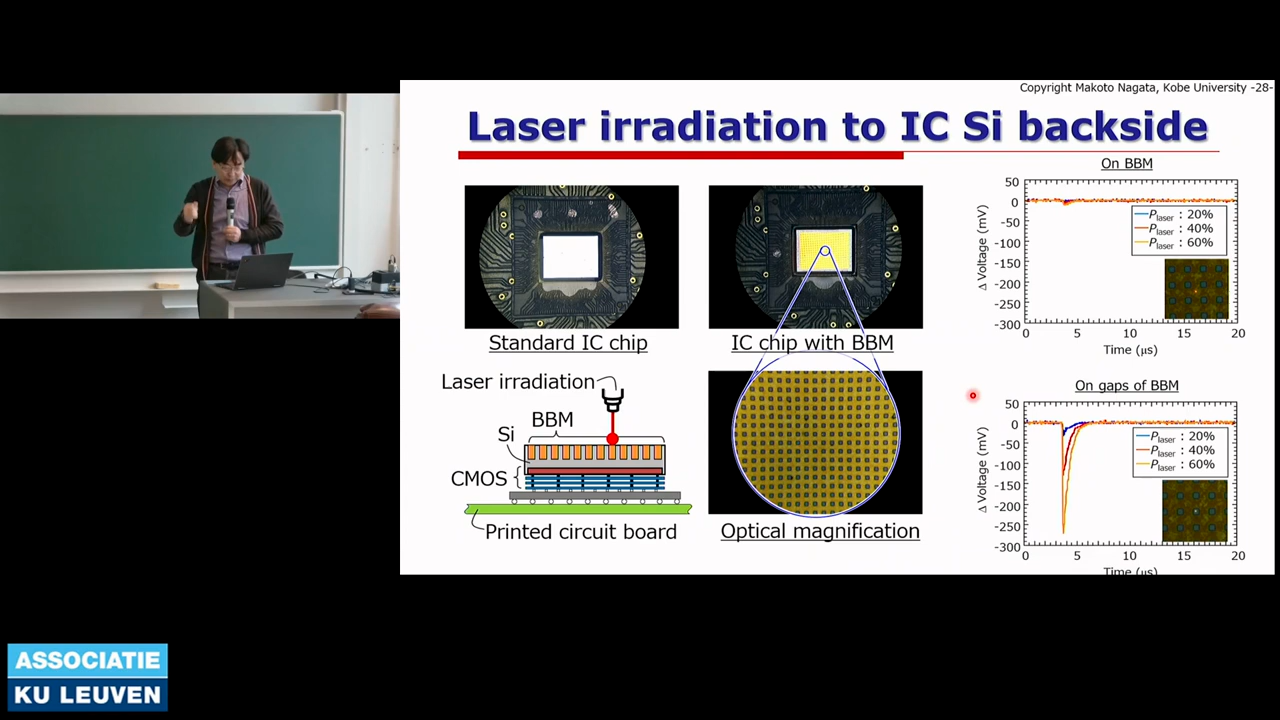 Copyright Makoto Nagata, Kobe University -28-
Laser irradiation to IC Si backside
Standard IC chip
IC chip with BBM
Laser irradiation
BBM
Si
CMOS
Printed circuit board
Optical magnification
On BBM
Δ Voltage (mV)
50
0
-50
-100
-150
-200
-250
-300
Plaser : 20%
Plaser : 40%
Plaser : 60%
0 5 10 15 20
Time (μs)
On gaps of BBM
Δ Voltage (mV)
50
0
-50
-100
-150
-200
-250
-300
Plaser : 20%
Plaser : 40%
Plaser : 60%
0 5 10 15 20
Time (μs)
ASSOCIATIE
KU LEUVEN